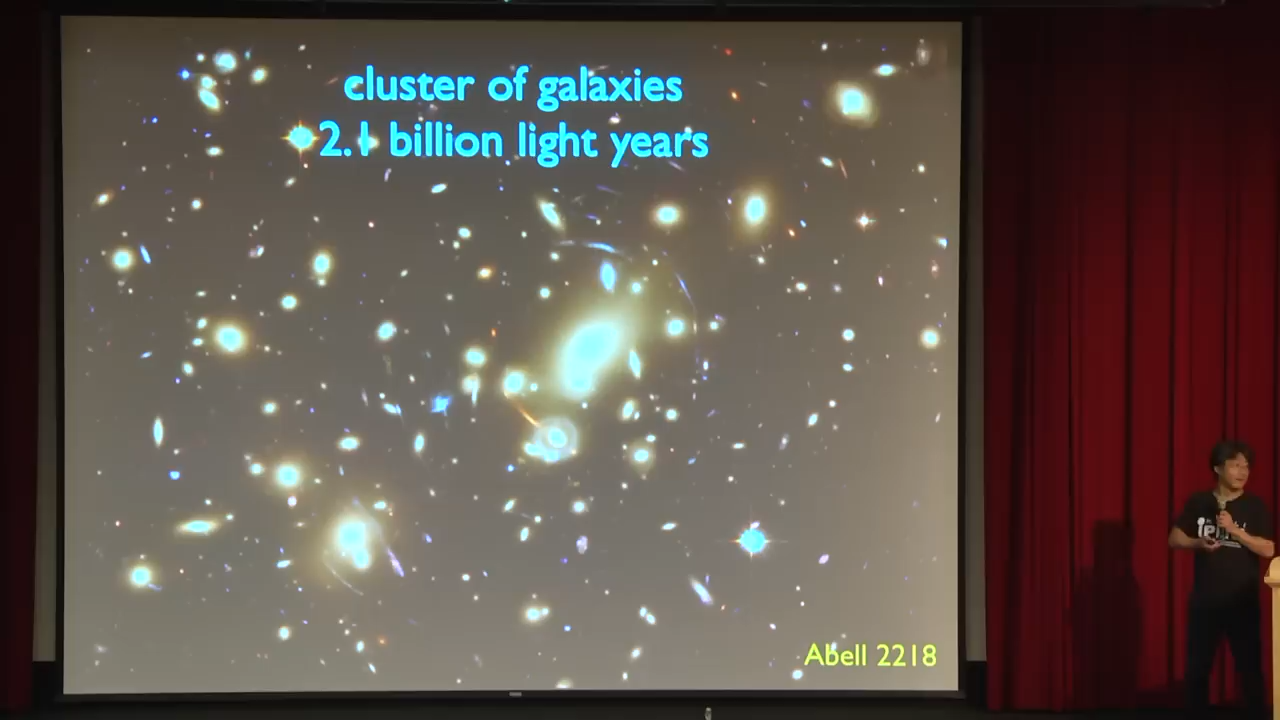 cluster of galaxies
2.1 billion light years
Abell 2218